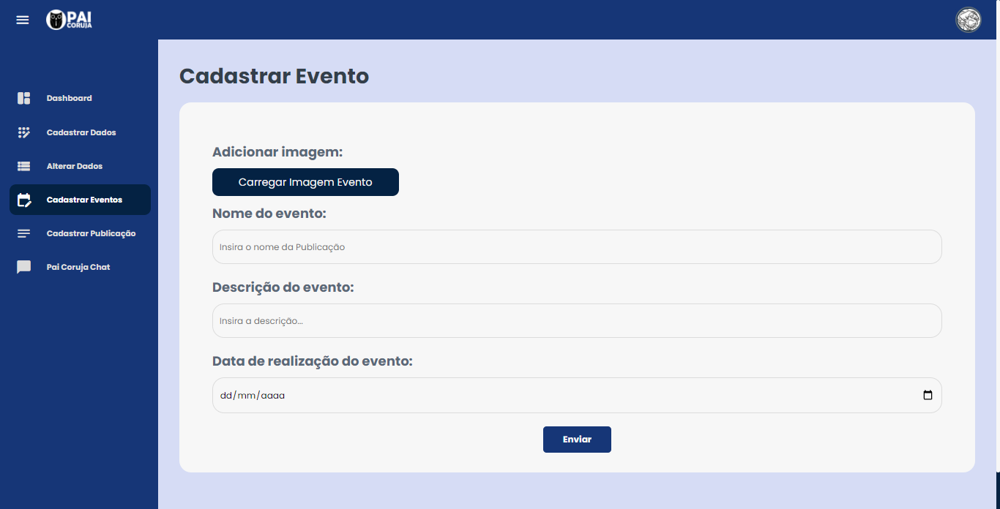 PAI
CORUJA
Dashboard
Cadastrar Dados
Alterar Dados
Cadastrar Eventos
Cadastrar Publicação
Pai Coruja Chat
Cadastrar Evento
Adicionar imagem:
Carregar Imagem Evento
Nome do evento:
Insira o nome da Publicação
Descrição do evento:
Insira a descrição...
Data de realização do evento:
dd/mm/aaaa
Enviar